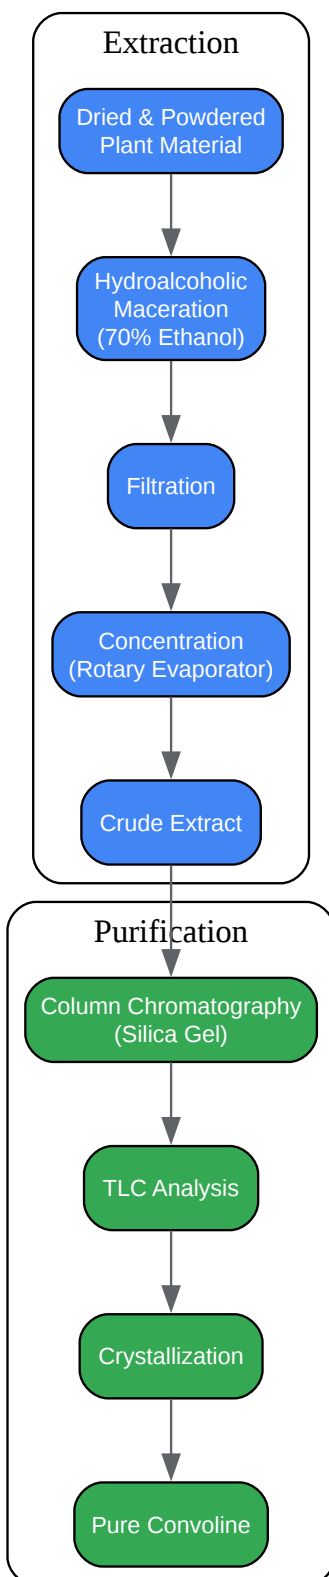 Extraction
Dried & Powdered
Plant Material
Hydroalcoholic
Maceration
(70% Ethanol)
Filtration
Concentration
(Rotary Evaporator)
Crude Extract
Purification
Column Chromatography
(Silica Gel)
TLC Analysis
Crystallization
Pure Convoline